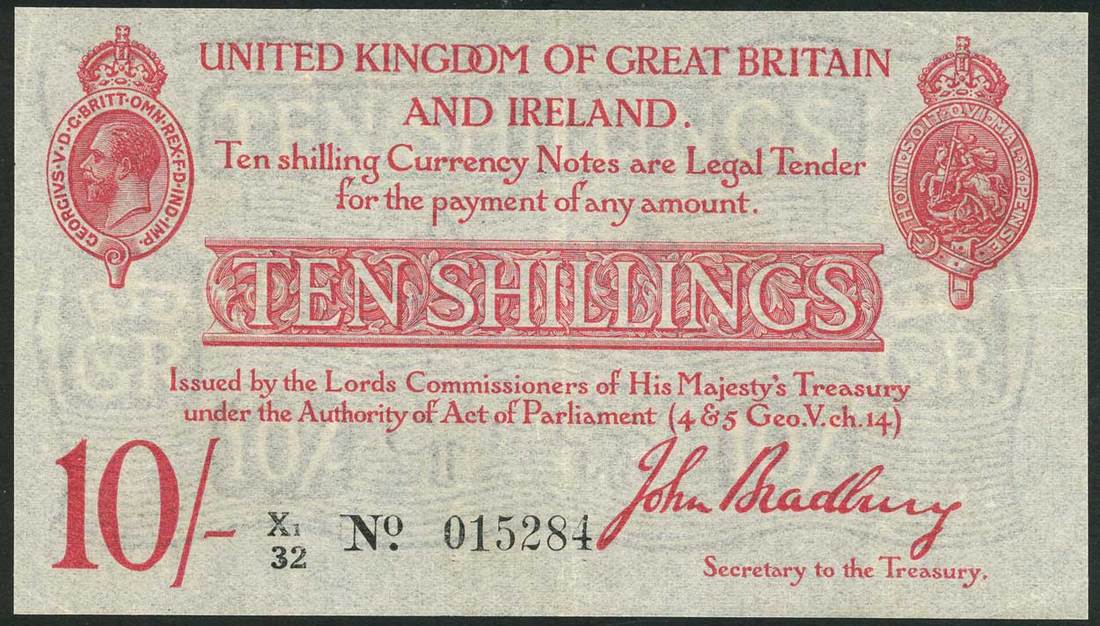 UNITED KINGDOM OF GREAT BRITAIN
AND IRELAND.
GEORGIVS·V·D·G·BRITT·OMN·REX·F·D·IND·IMP.
HONI·SOIT·QVI·MAL·Y·PENSE
Ten shilling Currency Notes are Legal Tender
for the payment of any amount.
TEN SHILLINGS
Issued by the Lords Commissioners of His Majesty's Treasury
under the Authority of Act of Parliament (4 & 5 Geo.V. ch.14)
10/-
X1
32
No. 015284
John Bradbury
Secretary to the Treasury.